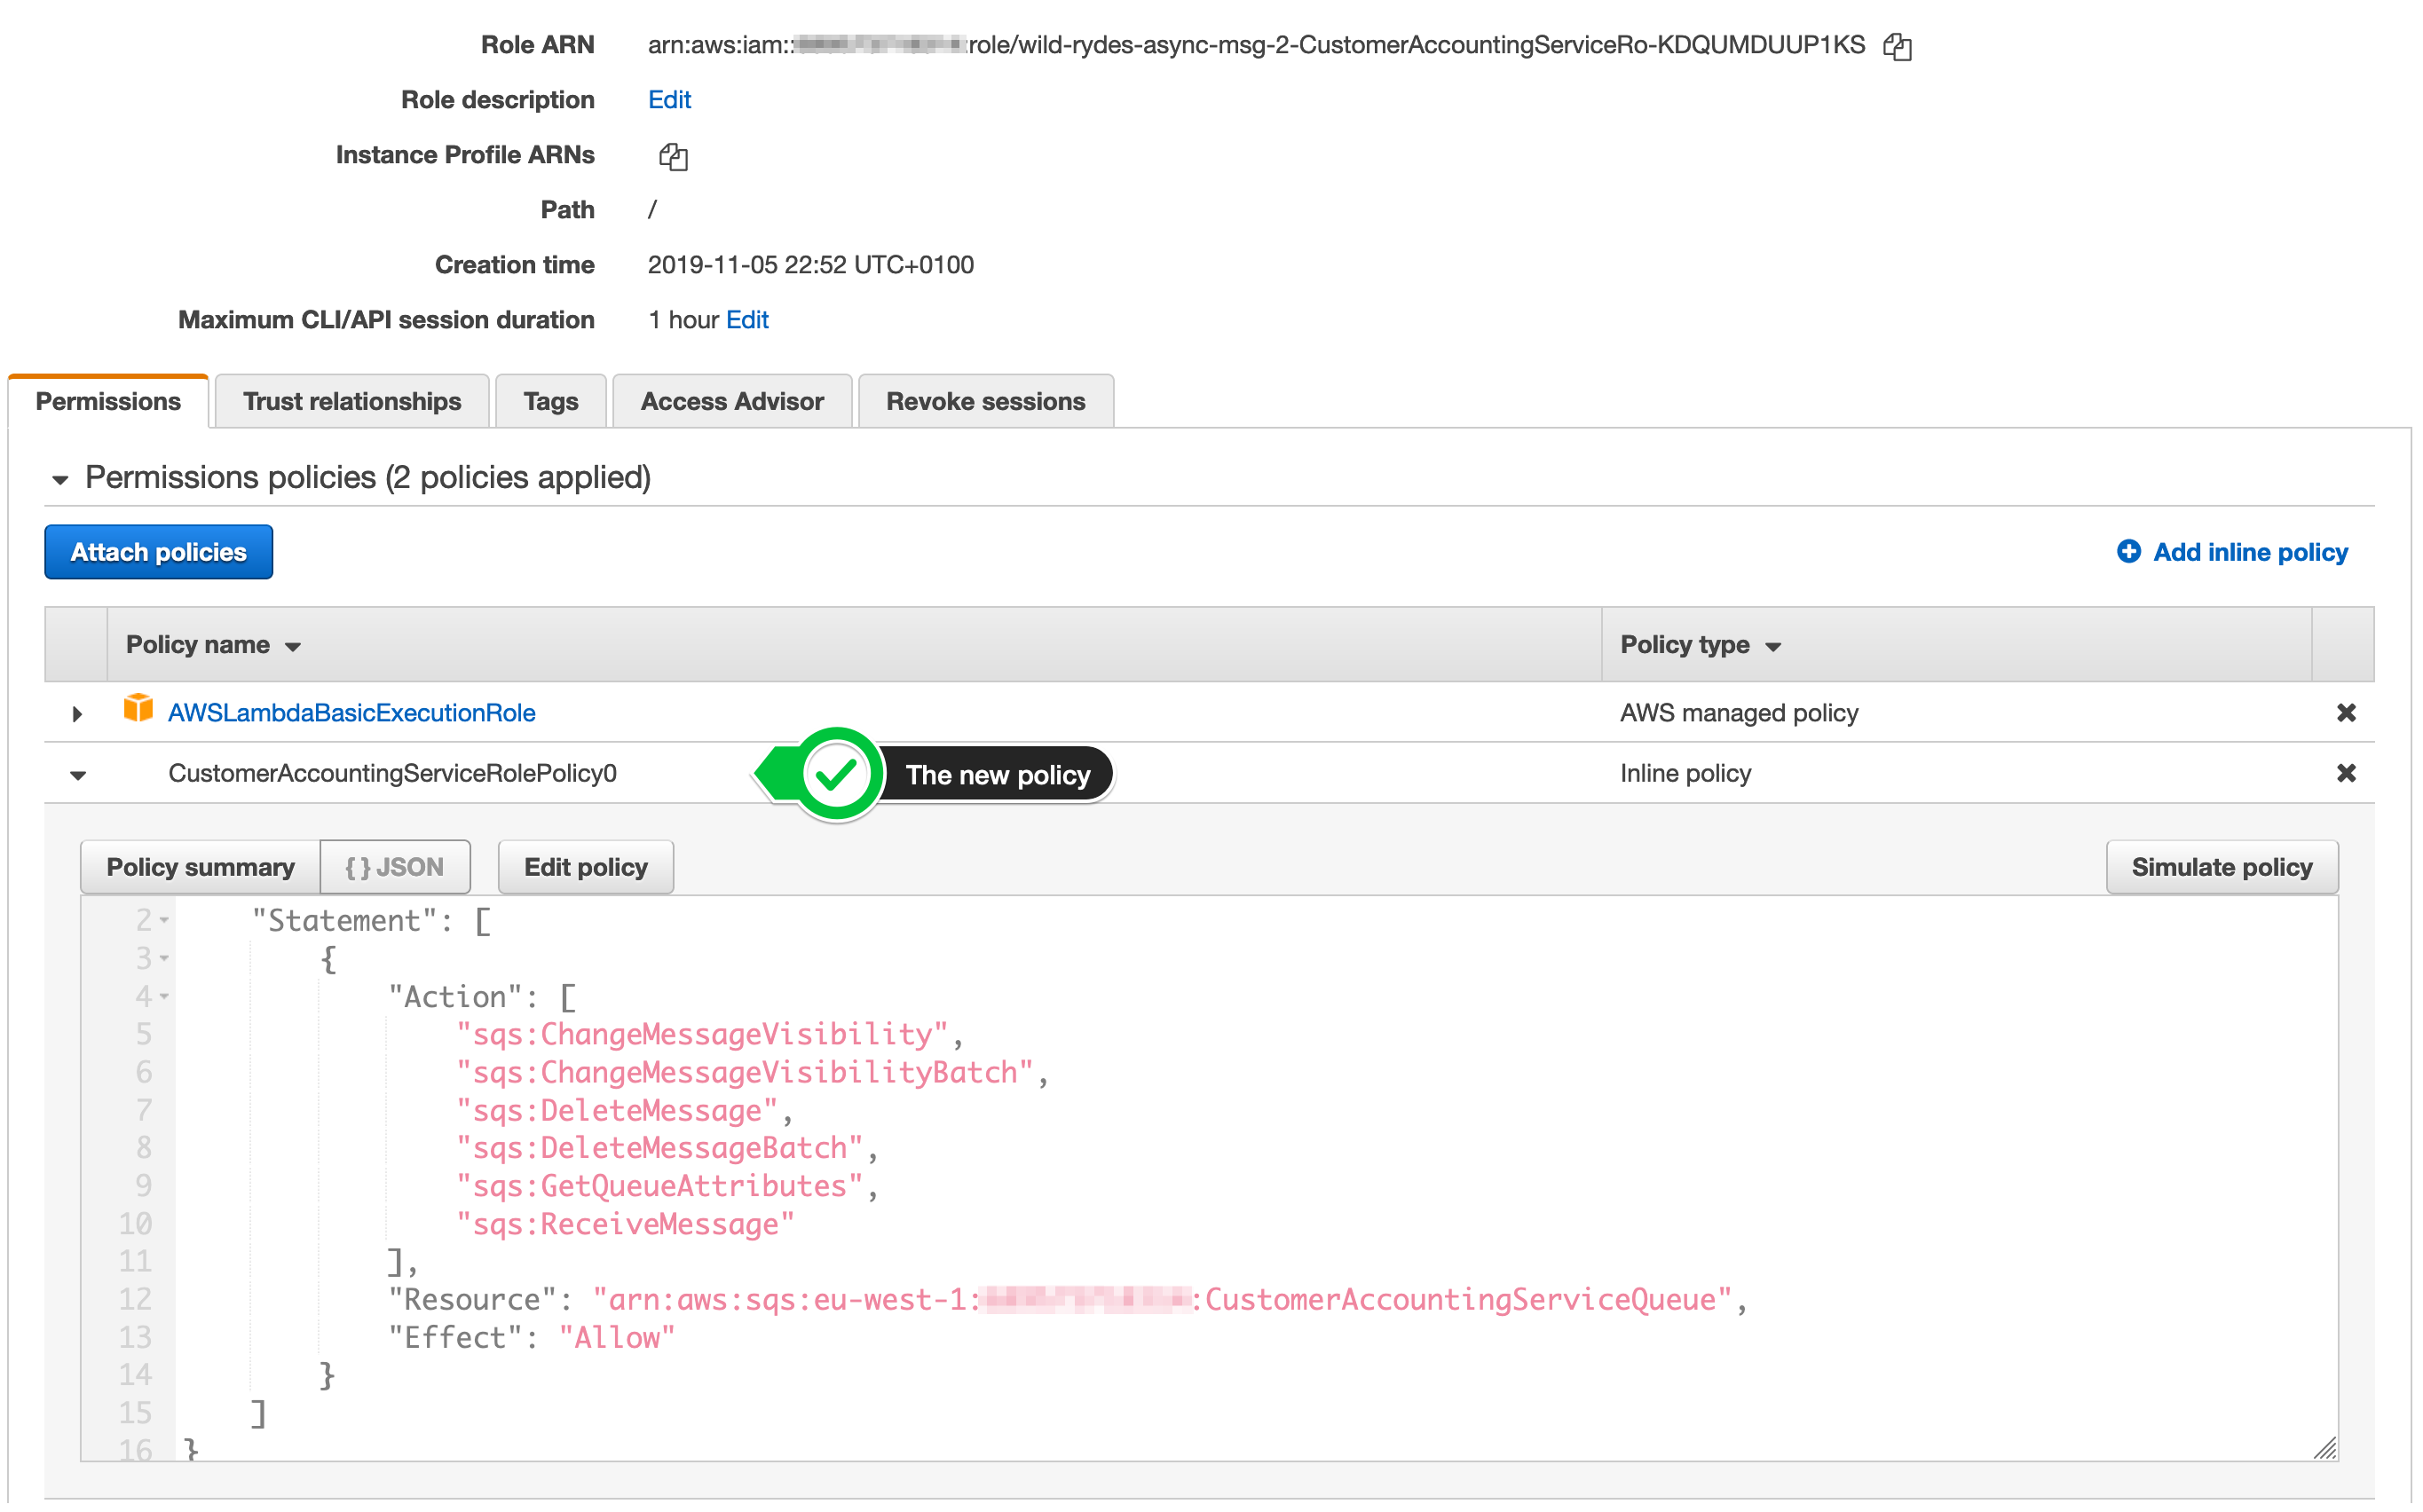 Role ARN arn:aws:iam:: :role/wild-rydes-async-msg-2-CustomerAccountingServiceRo-KDQUMDUUP1KS
Role description Edit
Instance Profile ARNs
Path /
Creation time 2019-11-05 22:52 UTC+0100
Maximum CLI/API session duration 1 hour Edit
Permissions Trust relationships Tags Access Advisor Revoke sessions
Permissions policies (2 policies applied)
Attach policies Add inline policy
Policy name Policy type
AWSLambdaBasicExecutionRole AWS managed policy
CustomerAccountingServiceRolePolicy0 The new policy Inline policy
Policy summary { } JSON Edit policy Simulate policy
2 "Statement": [
3 {
4 "Action": [
5 "sqs:ChangeMessageVisibility",
6 "sqs:ChangeMessageVisibilityBatch",
7 "sqs:DeleteMessage",
8 "sqs:DeleteMessageBatch",
9 "sqs:GetQueueAttributes",
10 "sqs:ReceiveMessage"
11 ],
12 "Resource": "arn:aws:sqs:eu-west-1: :CustomerAccountingServiceQueue",
13 "Effect": "Allow"
14 }
15 ]
16 }